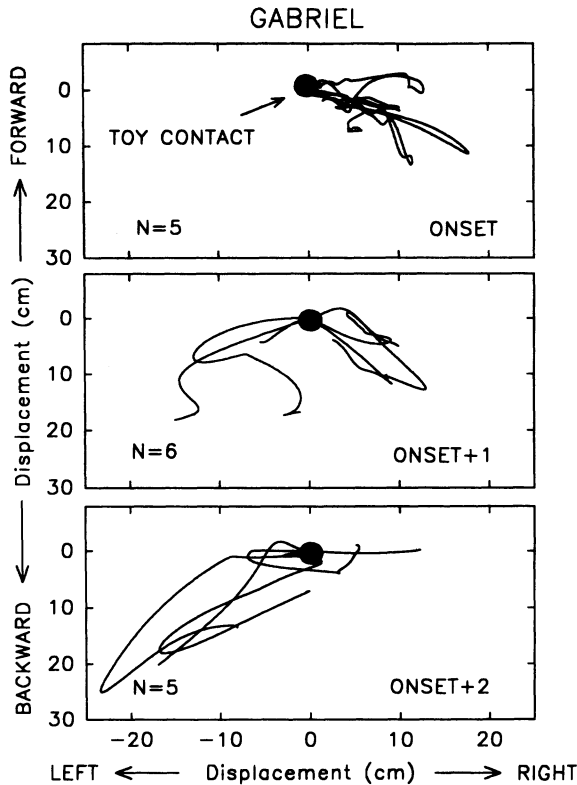 GABRIEL
FORWARD
Displacement (cm)
BACKWARD
0
10
20
30
TOY CONTACT
N=5
ONSET
0
10
20
30
N=6
ONSET+1
0
10
20
30
N=5
ONSET+2
−20 −10 0 10 20
LEFT Displacement (cm) RIGHT